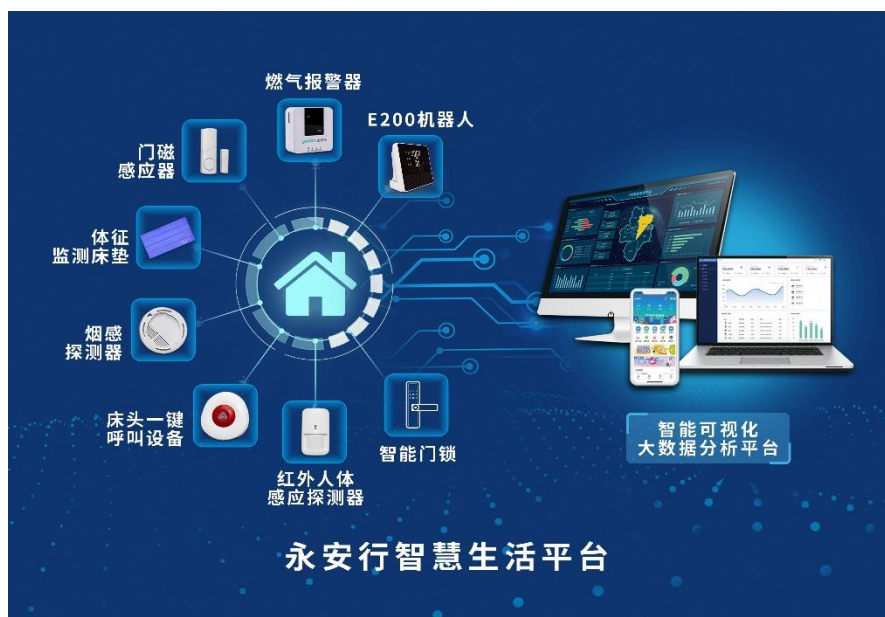 燃气报警器
E200机器人
门磁
感应器
体征
监测床垫
烟感
探测器
床头一键
呼叫设备
红外人体
感应探测器
智能门锁
智能可视化
大数据分析平台
永安行智慧生活平台